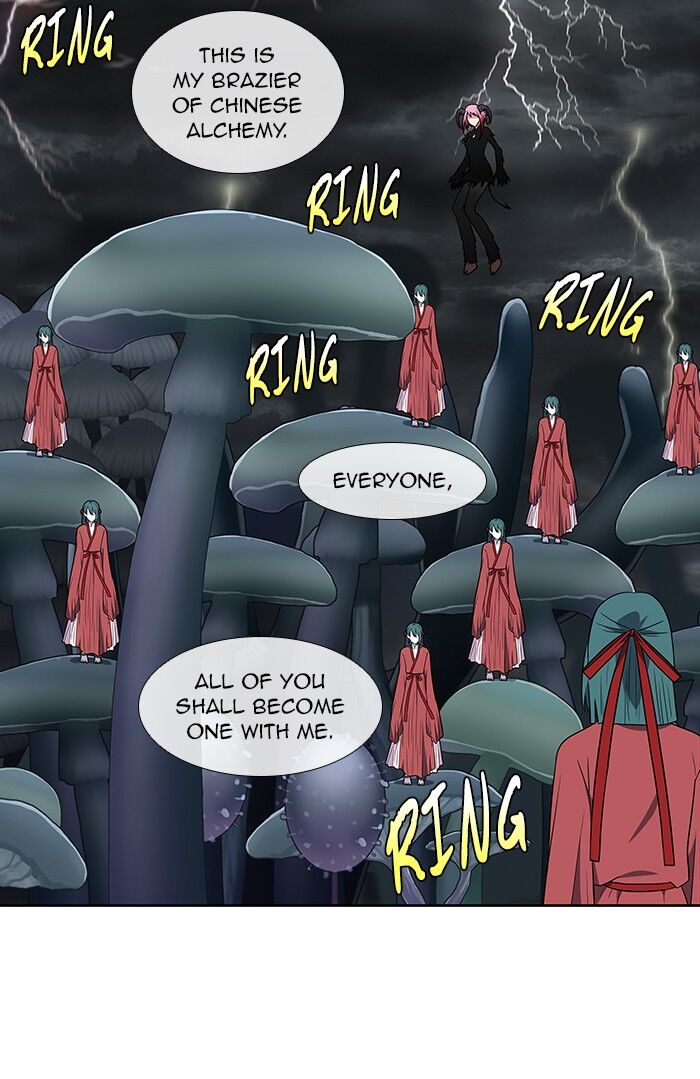 RING
THIS IS
MY BRAZIER
OF CHINESE
ALCHEMY.
RING
RING
RING
EVERYONE,
ALL OF YOU
SHALL BECOME
ONE WITH ME.
RING